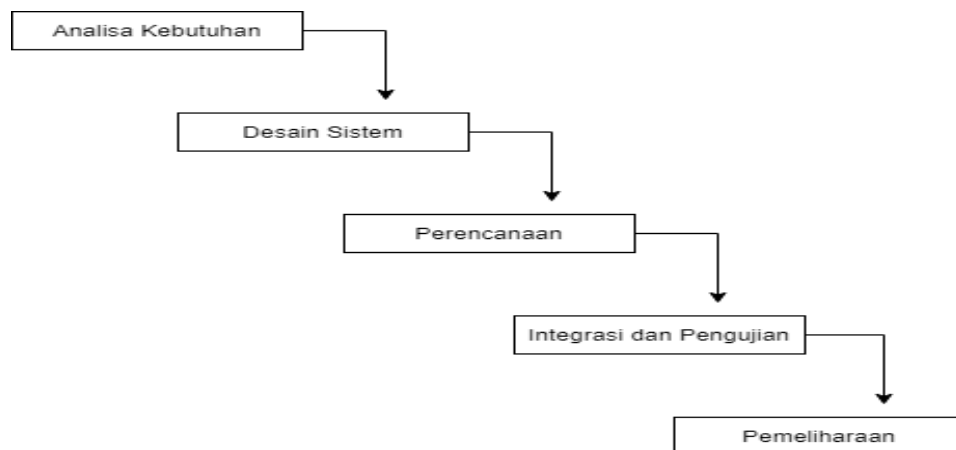 Analisa Kebutuhan
Desain Sistem
Perencanaan
Integrasi dan Pengujian
Pemeliharaan